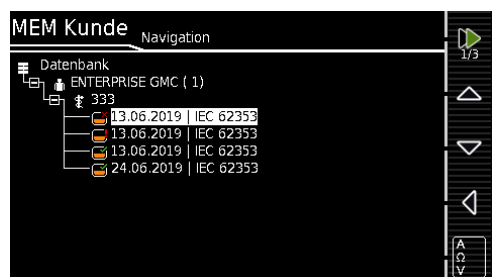 MEM Kunde
Navigation
1/3
Datenbank
ENTERPRISE GMC ( 1)
333
13.06.2019 | IEC 62353
13.06.2019 | IEC 62353
13.06.2019 | IEC 62353
24.06.2019 | IEC 62353
A
Ω
V